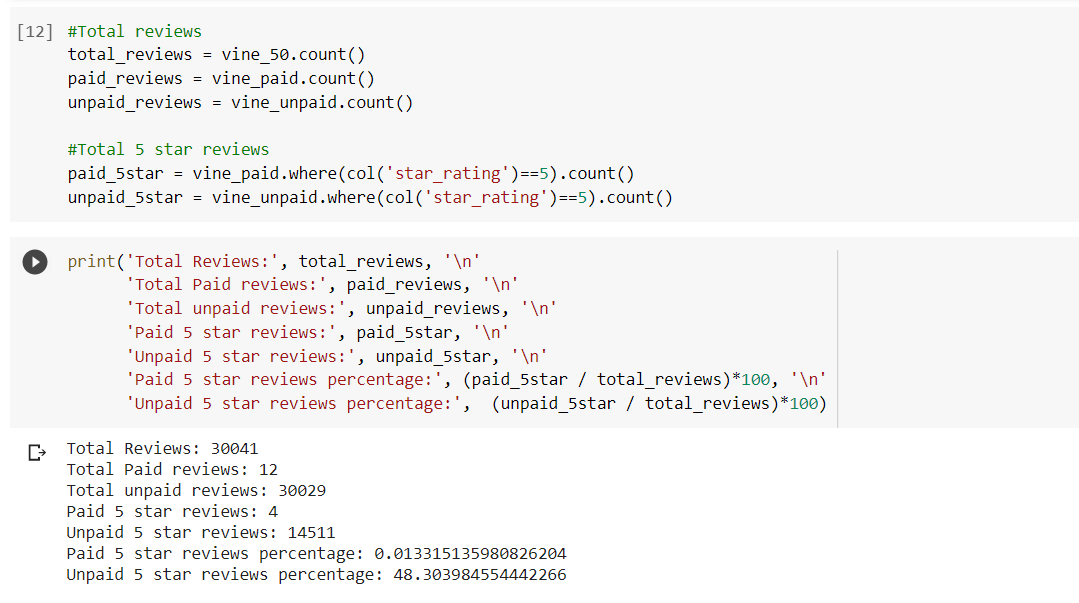 [12] #Total reviews
total_reviews = vine_50.count()
paid_reviews = vine_paid.count()
unpaid_reviews = vine_unpaid.count()
#Total 5 star reviews
paid_5star = vine_paid.where(col('star_rating')==5).count()
unpaid_5star = vine_unpaid.where(col('star_rating')==5).count()
print('Total Reviews:', total_reviews, '\n'
'Total Paid reviews:', paid_reviews, '\n'
'Total unpaid reviews:', unpaid_reviews, '\n'
'Paid 5 star reviews:', paid_5star, '\n'
'Unpaid 5 star reviews:', unpaid_5star, '\n'
'Paid 5 star reviews percentage:', (paid_5star / total_reviews)*100, '\n'
'Unpaid 5 star reviews percentage:',  (unpaid_5star / total_reviews)*100)
Total Reviews: 30041
Total Paid reviews: 12
Total unpaid reviews: 30029
Paid 5 star reviews: 4
Unpaid 5 star reviews: 14511
Paid 5 star reviews percentage: 0.013315135980826204
Unpaid 5 star reviews percentage: 48.303984554442266